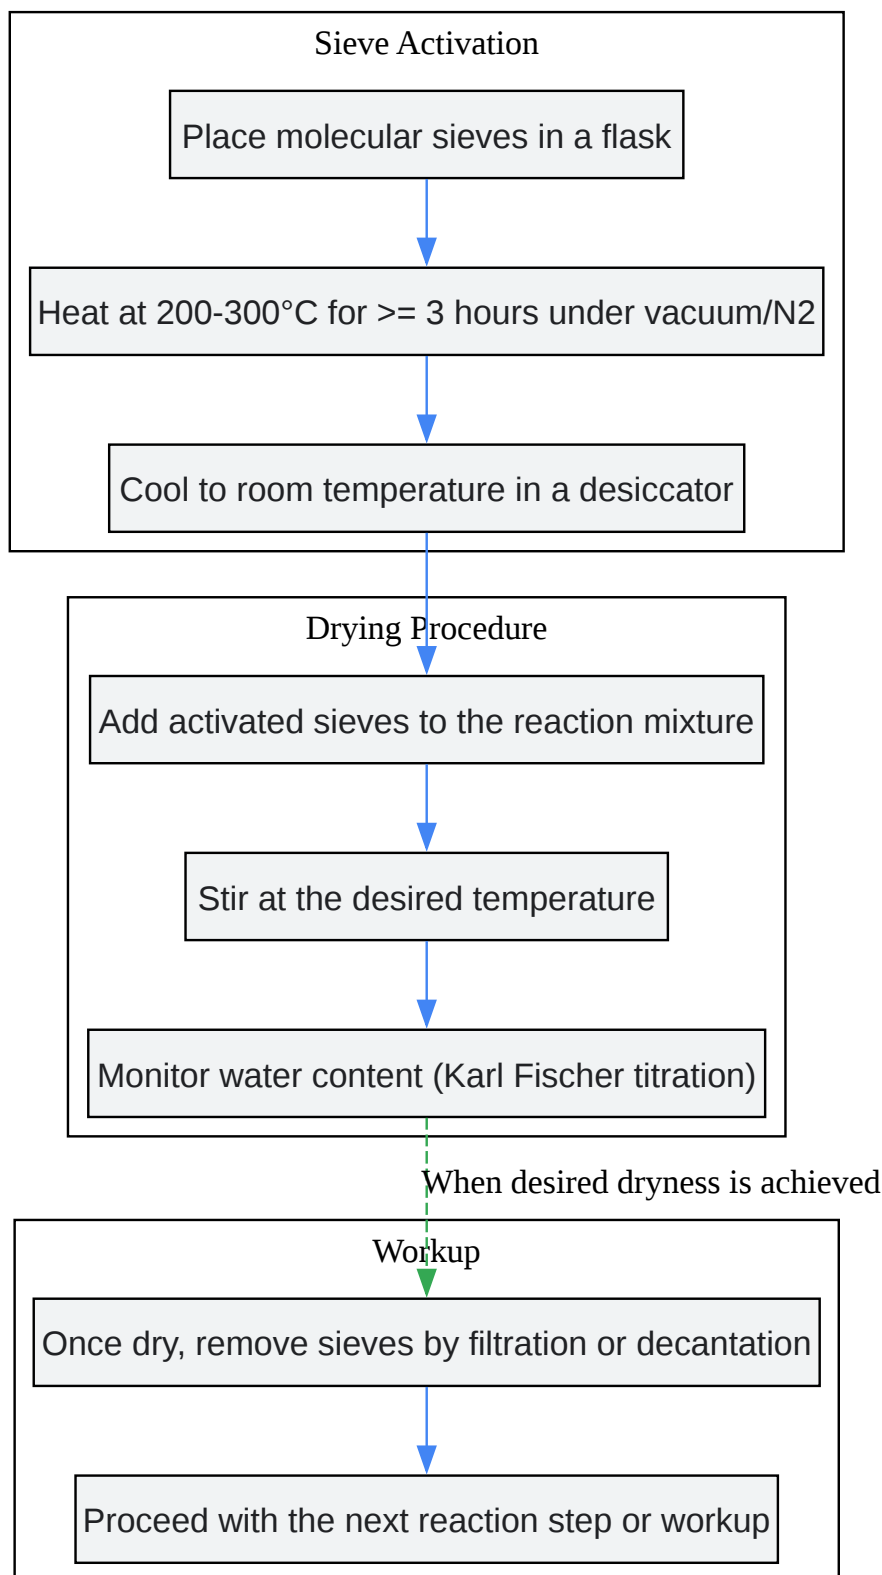 Sieve Activation
Place molecular sieves in a flask
Heat at 200-300°C for >= 3 hours under vacuum/N2
Cool to room temperature in a desiccator
Drying Procedure
Add activated sieves to the reaction mixture
Stir at the desired temperature
Monitor water content (Karl Fischer titration)
When desired dryness is achieved
Workup
Once dry, remove sieves by filtration or decantation
Proceed with the next reaction step or workup